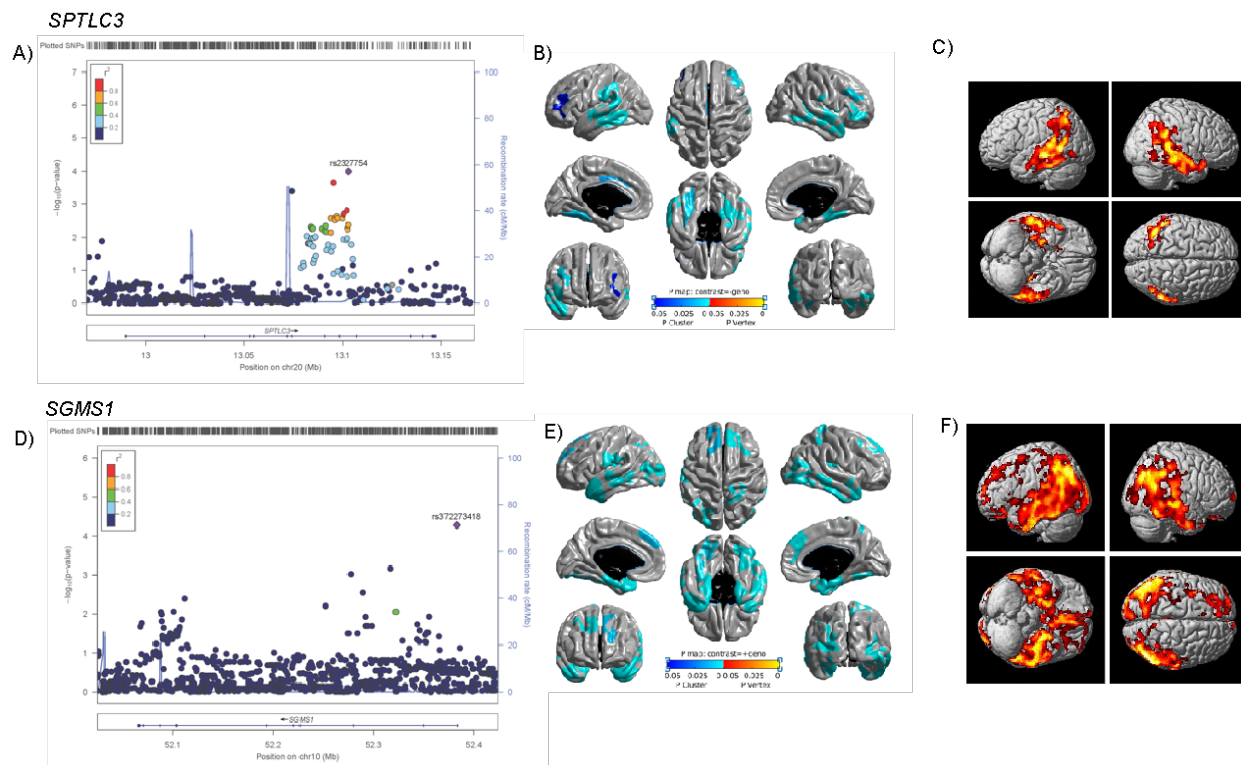 SPTLC3
A)
Plotted SNPs
7
6
5
4
3
2
1
0
−log10(p−value)
100
80
60
40
20
0
Recombination rate (cM/Mb)
r2
0.8
0.6
0.4
0.2
rs2327754
SPTLC3→
13
13.05
13.1
13.15
Position on chr20 (Mb)
B)
P map: contrast=-geno
0.05 0.025 0 0.05 0.025 0
P Cluster P Vertex
C)
SGMS1
D)
Plotted SNPs
6
5
4
3
2
1
0
−log10(p−value)
100
80
60
40
20
0
Recombination rate (cM/Mb)
r2
0.8
0.6
0.4
0.2
rs372273418
←SGMS1
52.1
52.2
52.3
52.4
Position on chr10 (Mb)
E)
P map: contrast=+geno
0.05 0.025 0 0.05 0.025 0
P Cluster P Vertex
F)